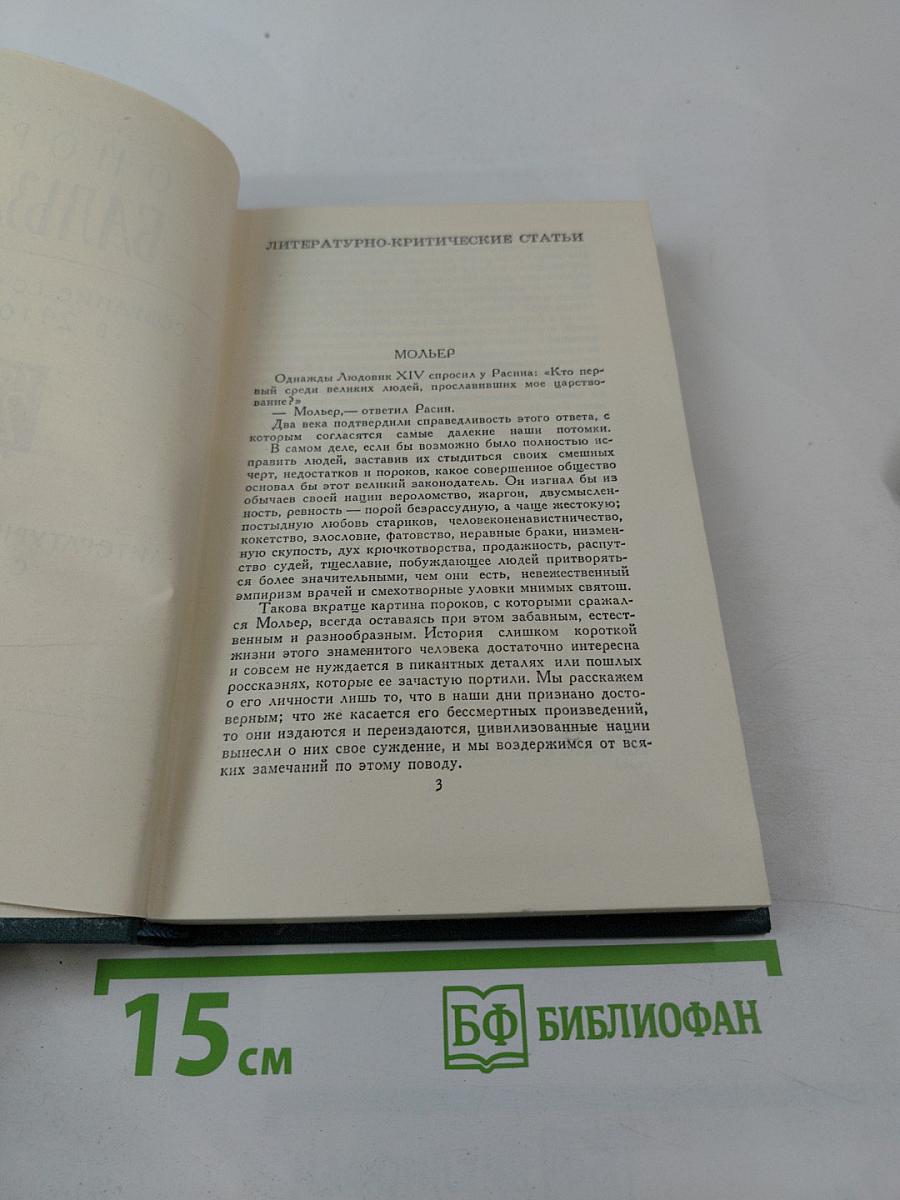 ОНОР
БАЛЬЗ
СОБРАНИЕ СО
В 24 ТО
ЛИТЕРАТУРНО-КРИТИЧЕСКИЕ СТАТЬИ
МОЛЬЕР
Однажды Людовик XIV спросил у Расина: «Кто пер-
вый среди великих людей, прославивших мое царство-
вание?»
— Мольер,— ответил Расин.
Два века подтвердили справедливость этого ответа, с
которым согласятся самые далекие наши потомки.
В самом деле, если бы возможно было полностью ис-
править людей, заставив их стыдиться своих смешных
черт, недостатков и пороков, какое совершенное общество
основал бы этот великий законодатель. Он изгнал бы из
обычаев своей нации вероломство, жаргон, двусмыслен-
ность, ревность — порой безрассудную, а чаще жестокую;
постыдную любовь стариков, человеконенавистничество,
кокетство, злословие, фатовство, неравные браки, низмен-
ную скупость, дух крючкотворства, продажность, распут-
ство судей, тщеславие, побуждающее людей притворять-
ся более значительными, чем они есть, невежественный
эмпиризм врачей и смехотворные уловки мнимых святош.
Такова вкратце картина пороков, с которыми сражал-
ся Мольер, всегда оставаясь при этом забавным, естест-
венным и разнообразным. История слишком короткой
жизни этого знаменитого человека достаточно интересна
и совсем не нуждается в пикантных деталях или пошлых
россказнях, которые ее зачастую портили. Мы расскажем
о его личности лишь то, что в наши дни признано досто-
верным; что же касается его бессмертных произведений,
то они издаются и переиздаются, цивилизованные нации
вынесли о них свое суждение, и мы воздержимся от вся-
ких замечаний по этому поводу.
3
15 см
БФ БИБЛИОФАН